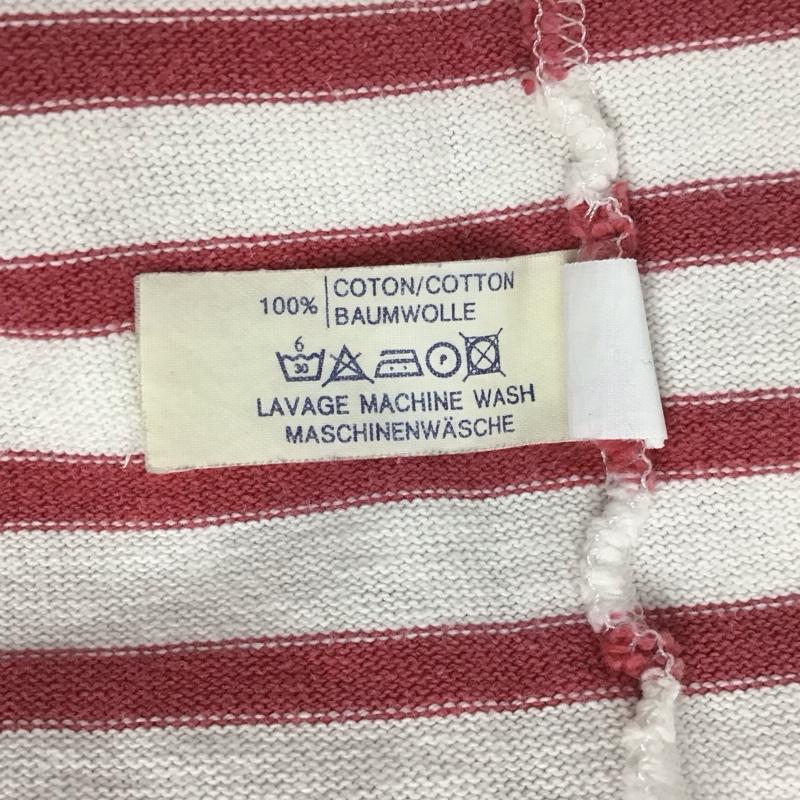 100% COTON/COTTON
BAUMWOLLE
6
30 P
LAVAGE MACHINE WASH
MASCHINENWÄSCHE